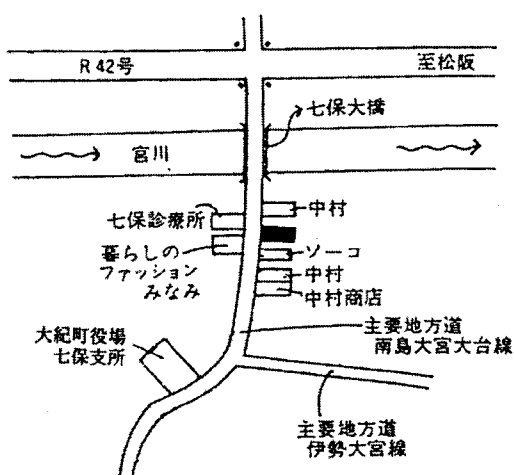 R42号
至松阪
七保大橋
宮川
七保診療所
中村
暮らしの
ファッション
みなみ
ソーコ
中村
中村商店
主要地方道
南島大宮大台線
大紀町役場
七保支所
主要地方道
伊勢大宮線